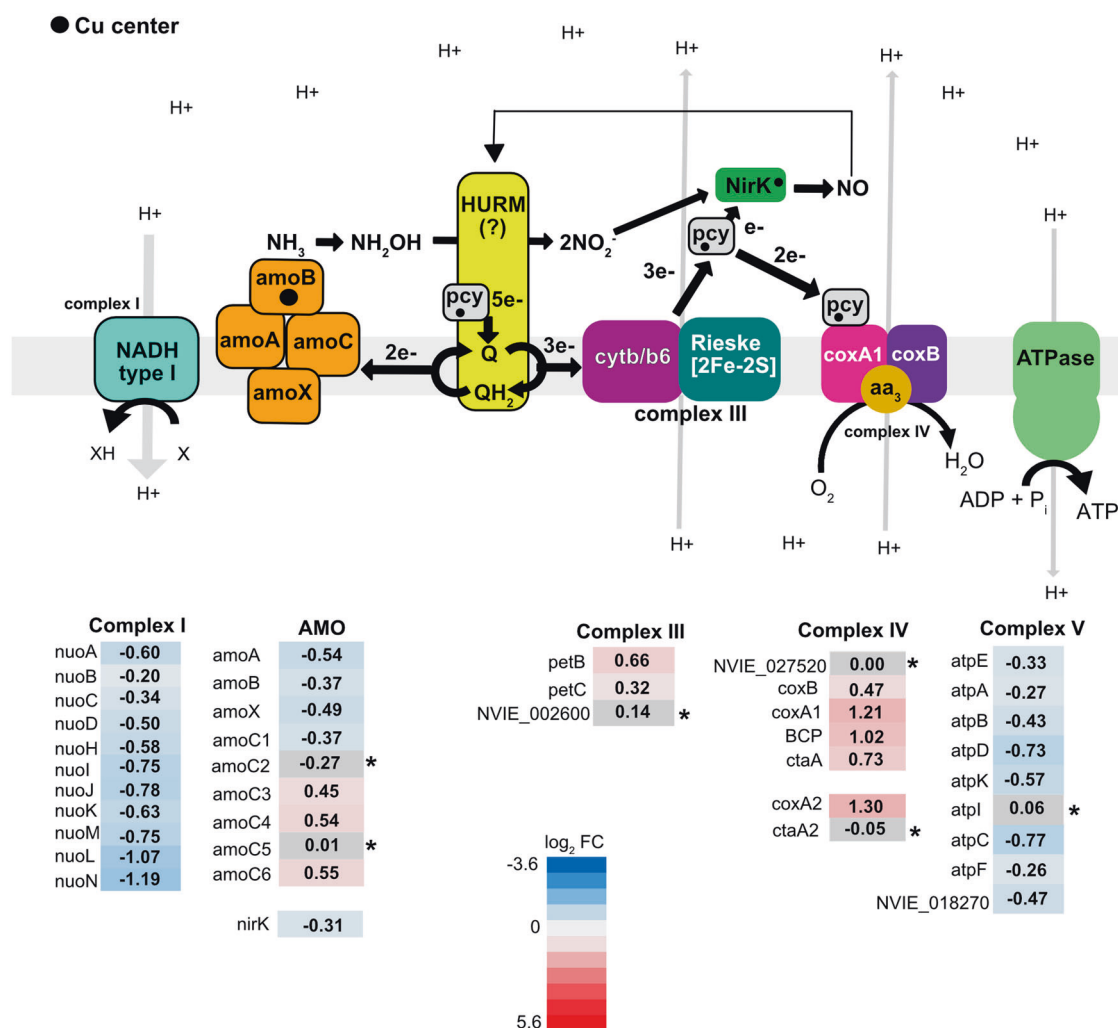 Cu center
H+
H+
H+
H+
H+
H+
H+
H+
H+
HURM
(?)
NirK
NO
H+
H+
NH3
NH2OH
2NO2-
pcy
e-
2e-
3e-
amoB
complex I
pcy
5e-
pcy
NADH
type I
amoA
amoC
2e-
Q
3e-
cytb/b6
Rieske
[2Fe-2S]
coxA1
coxB
ATPase
amoX
QH2
aa3
complex III
complex IV
XH
X
H2O
H+
O2
ADP + Pi
ATP
H+
H+
H+
H+
Complex I
nuoA -0.60
nuoB -0.20
nuoC -0.34
nuoD -0.50
nuoH -0.58
nuoI -0.75
nuoJ -0.78
nuoK -0.63
nuoM -0.75
nuoL -1.07
nuoN -1.19
AMO
amoA -0.54
amoB -0.37
amoX -0.49
amoC1 -0.37
amoC2 -0.27 *
amoC3 0.45
amoC4 0.54
amoC5 0.01 *
amoC6 0.55
nirK -0.31
Complex III
petB 0.66
petC 0.32
NVIE_002600 0.14 *
log2 FC
-3.6
0
5.6
Complex IV
NVIE_027520 0.00 *
coxB 0.47
coxA1 1.21
BCP 1.02
ctaA 0.73
coxA2 1.30
ctaA2 -0.05 *
Complex V
atpE -0.33
atpA -0.27
atpB -0.43
atpD -0.73
atpK -0.57
atpI 0.06 *
atpC -0.77
atpF -0.26
NVIE_018270 -0.47